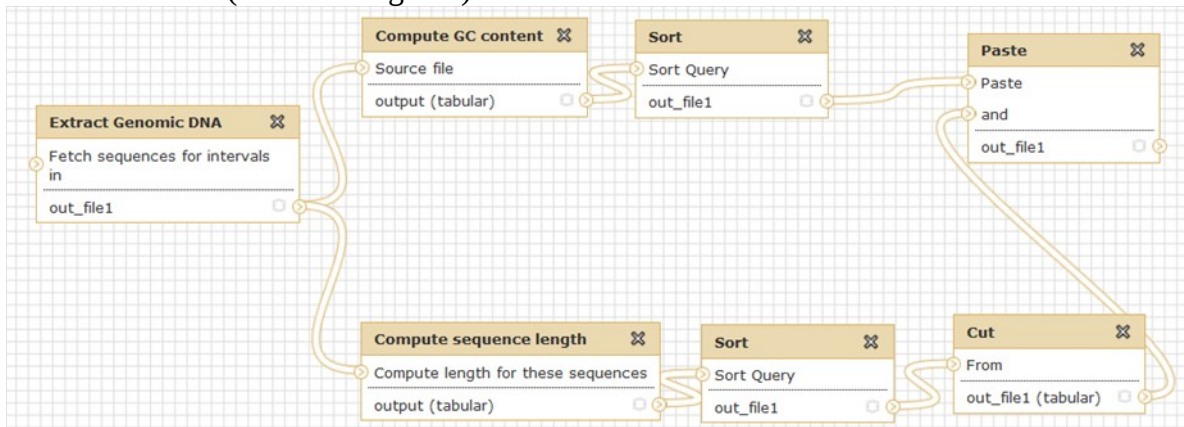 Extract Genomic DNA
Fetch sequences for intervals
in
out_file1
Compute GC content
Source file
output (tabular)
Sort
Sort Query
out_file1
Paste
Paste
and
out_file1
Compute sequence length
Compute length for these sequences
output (tabular)
Sort
Sort Query
out_file1
Cut
From
out_file1 (tabular)